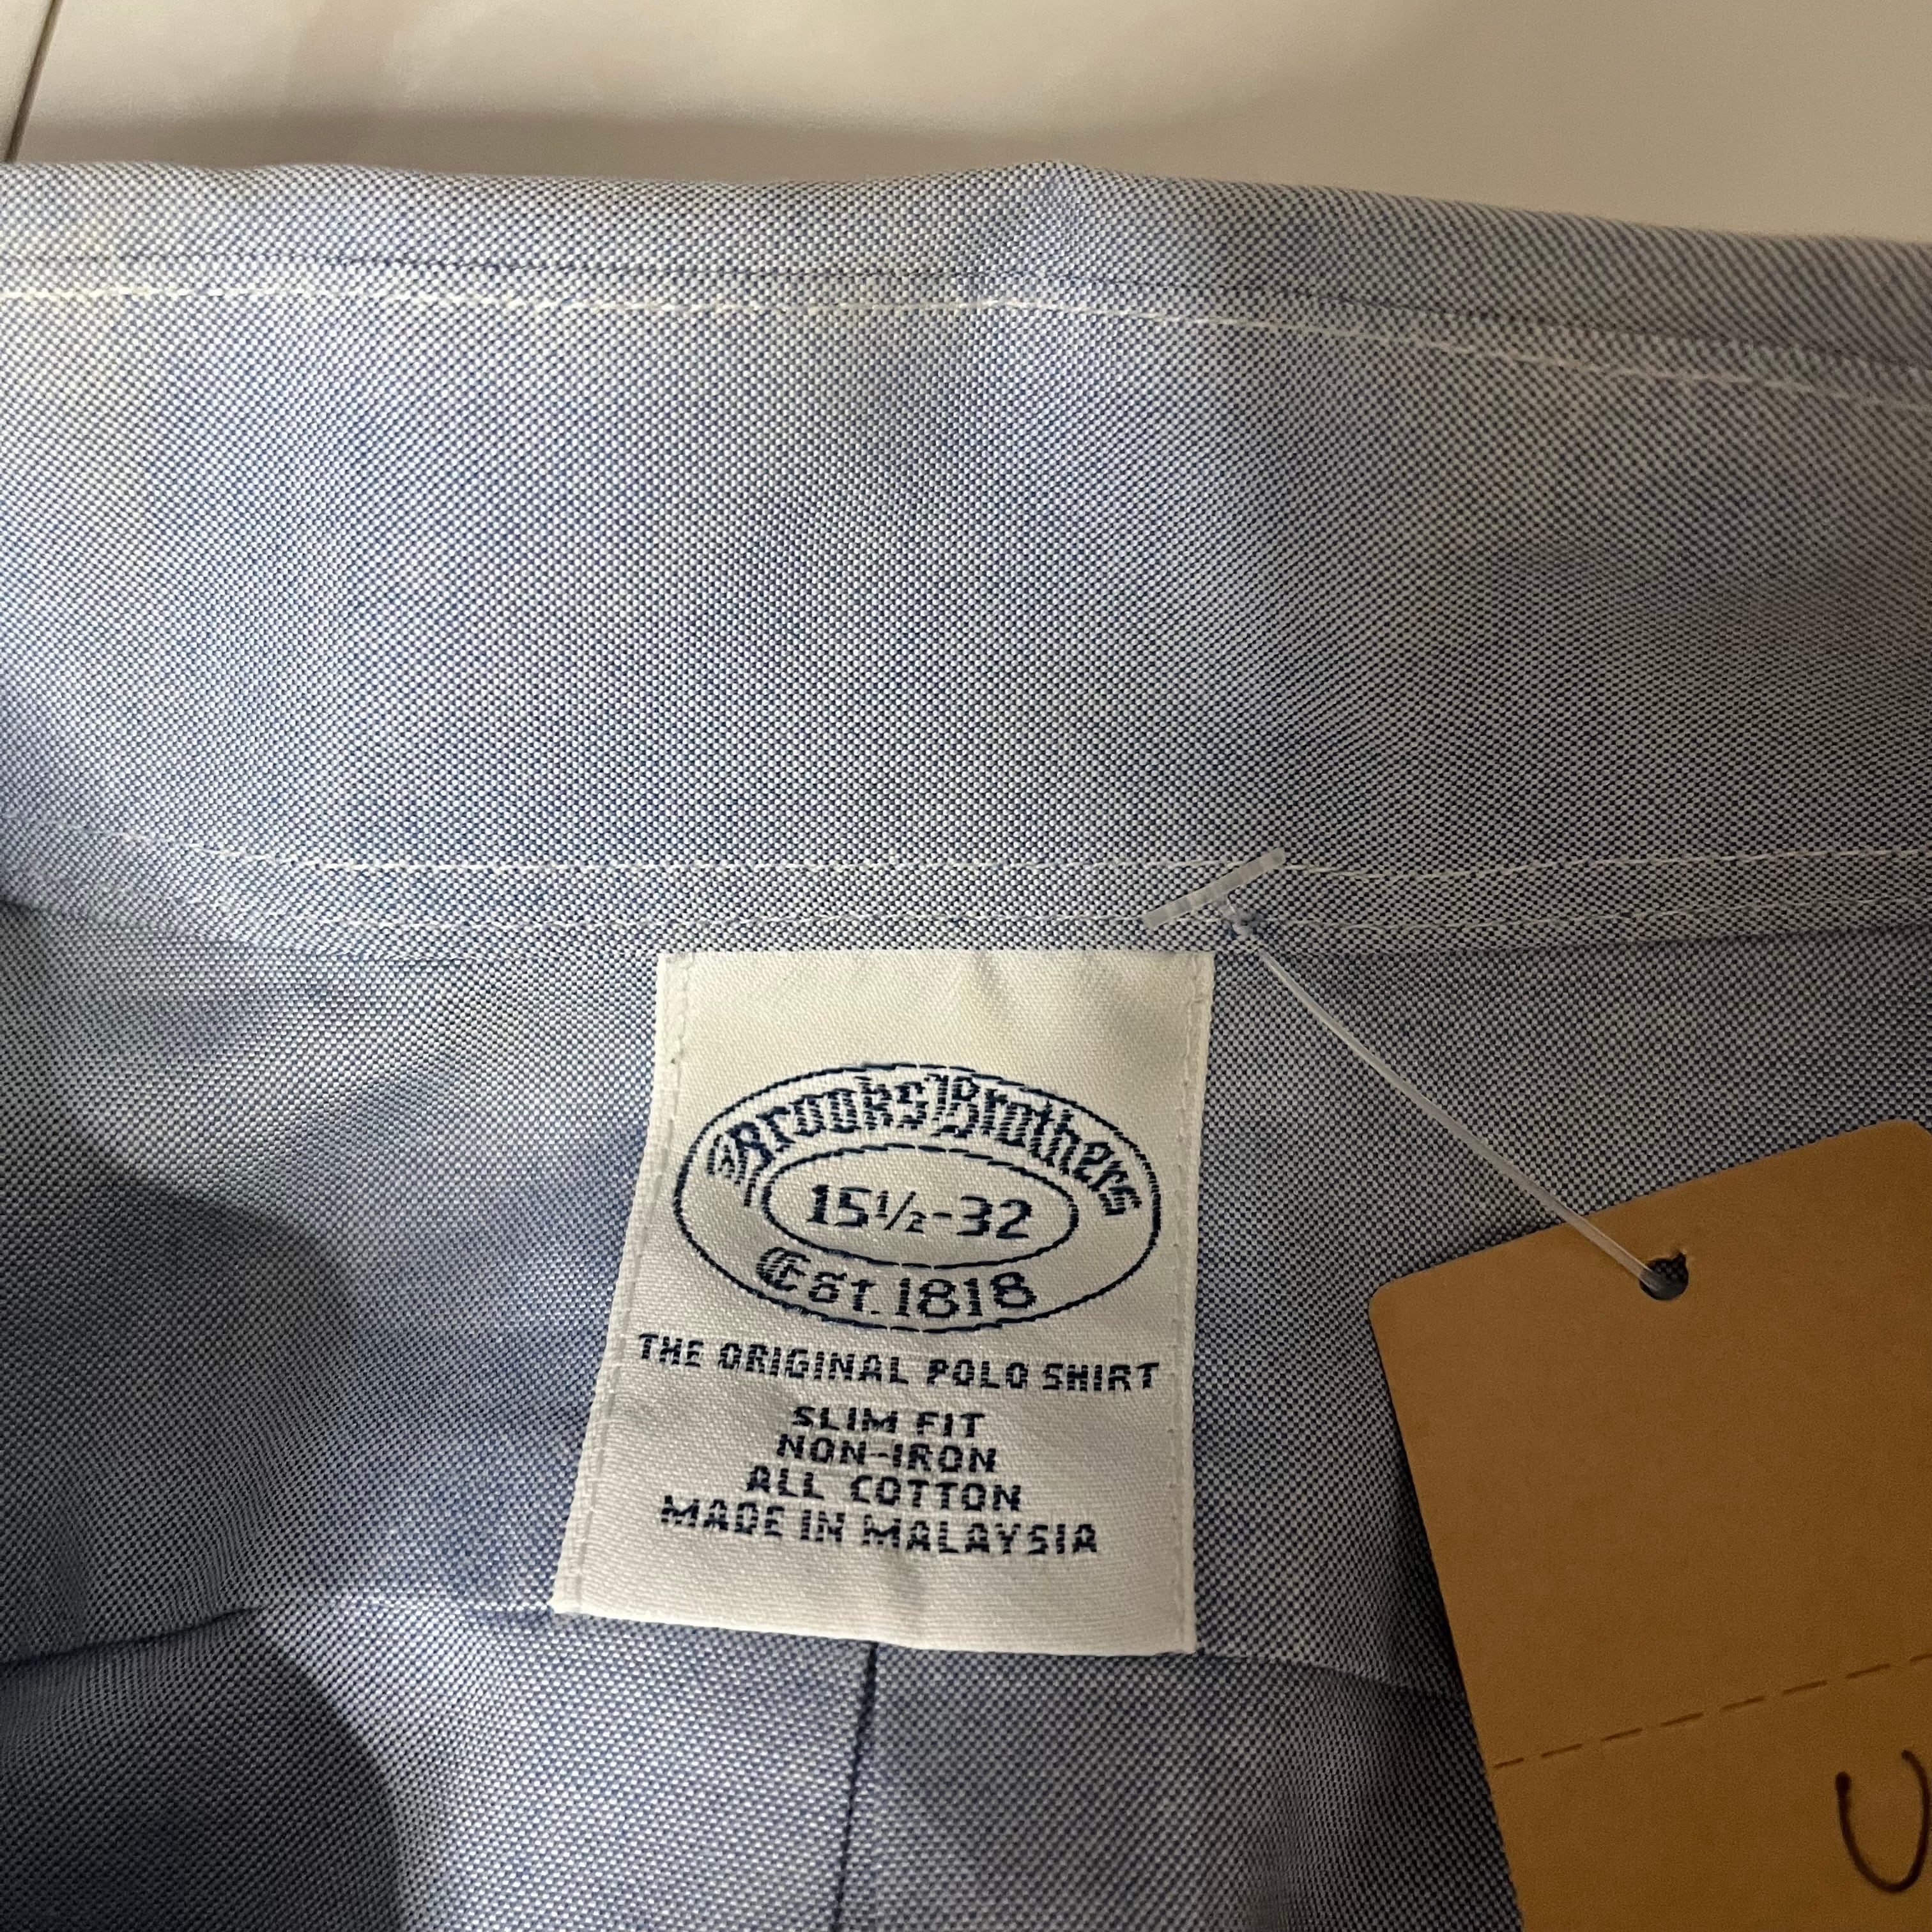 Brooks Brothers
15½-32
Est. 1818
THE ORIGINAL POLO SHIRT
SLIM FIT
NON-IRON
ALL COTTON
MADE IN MALAYSIA